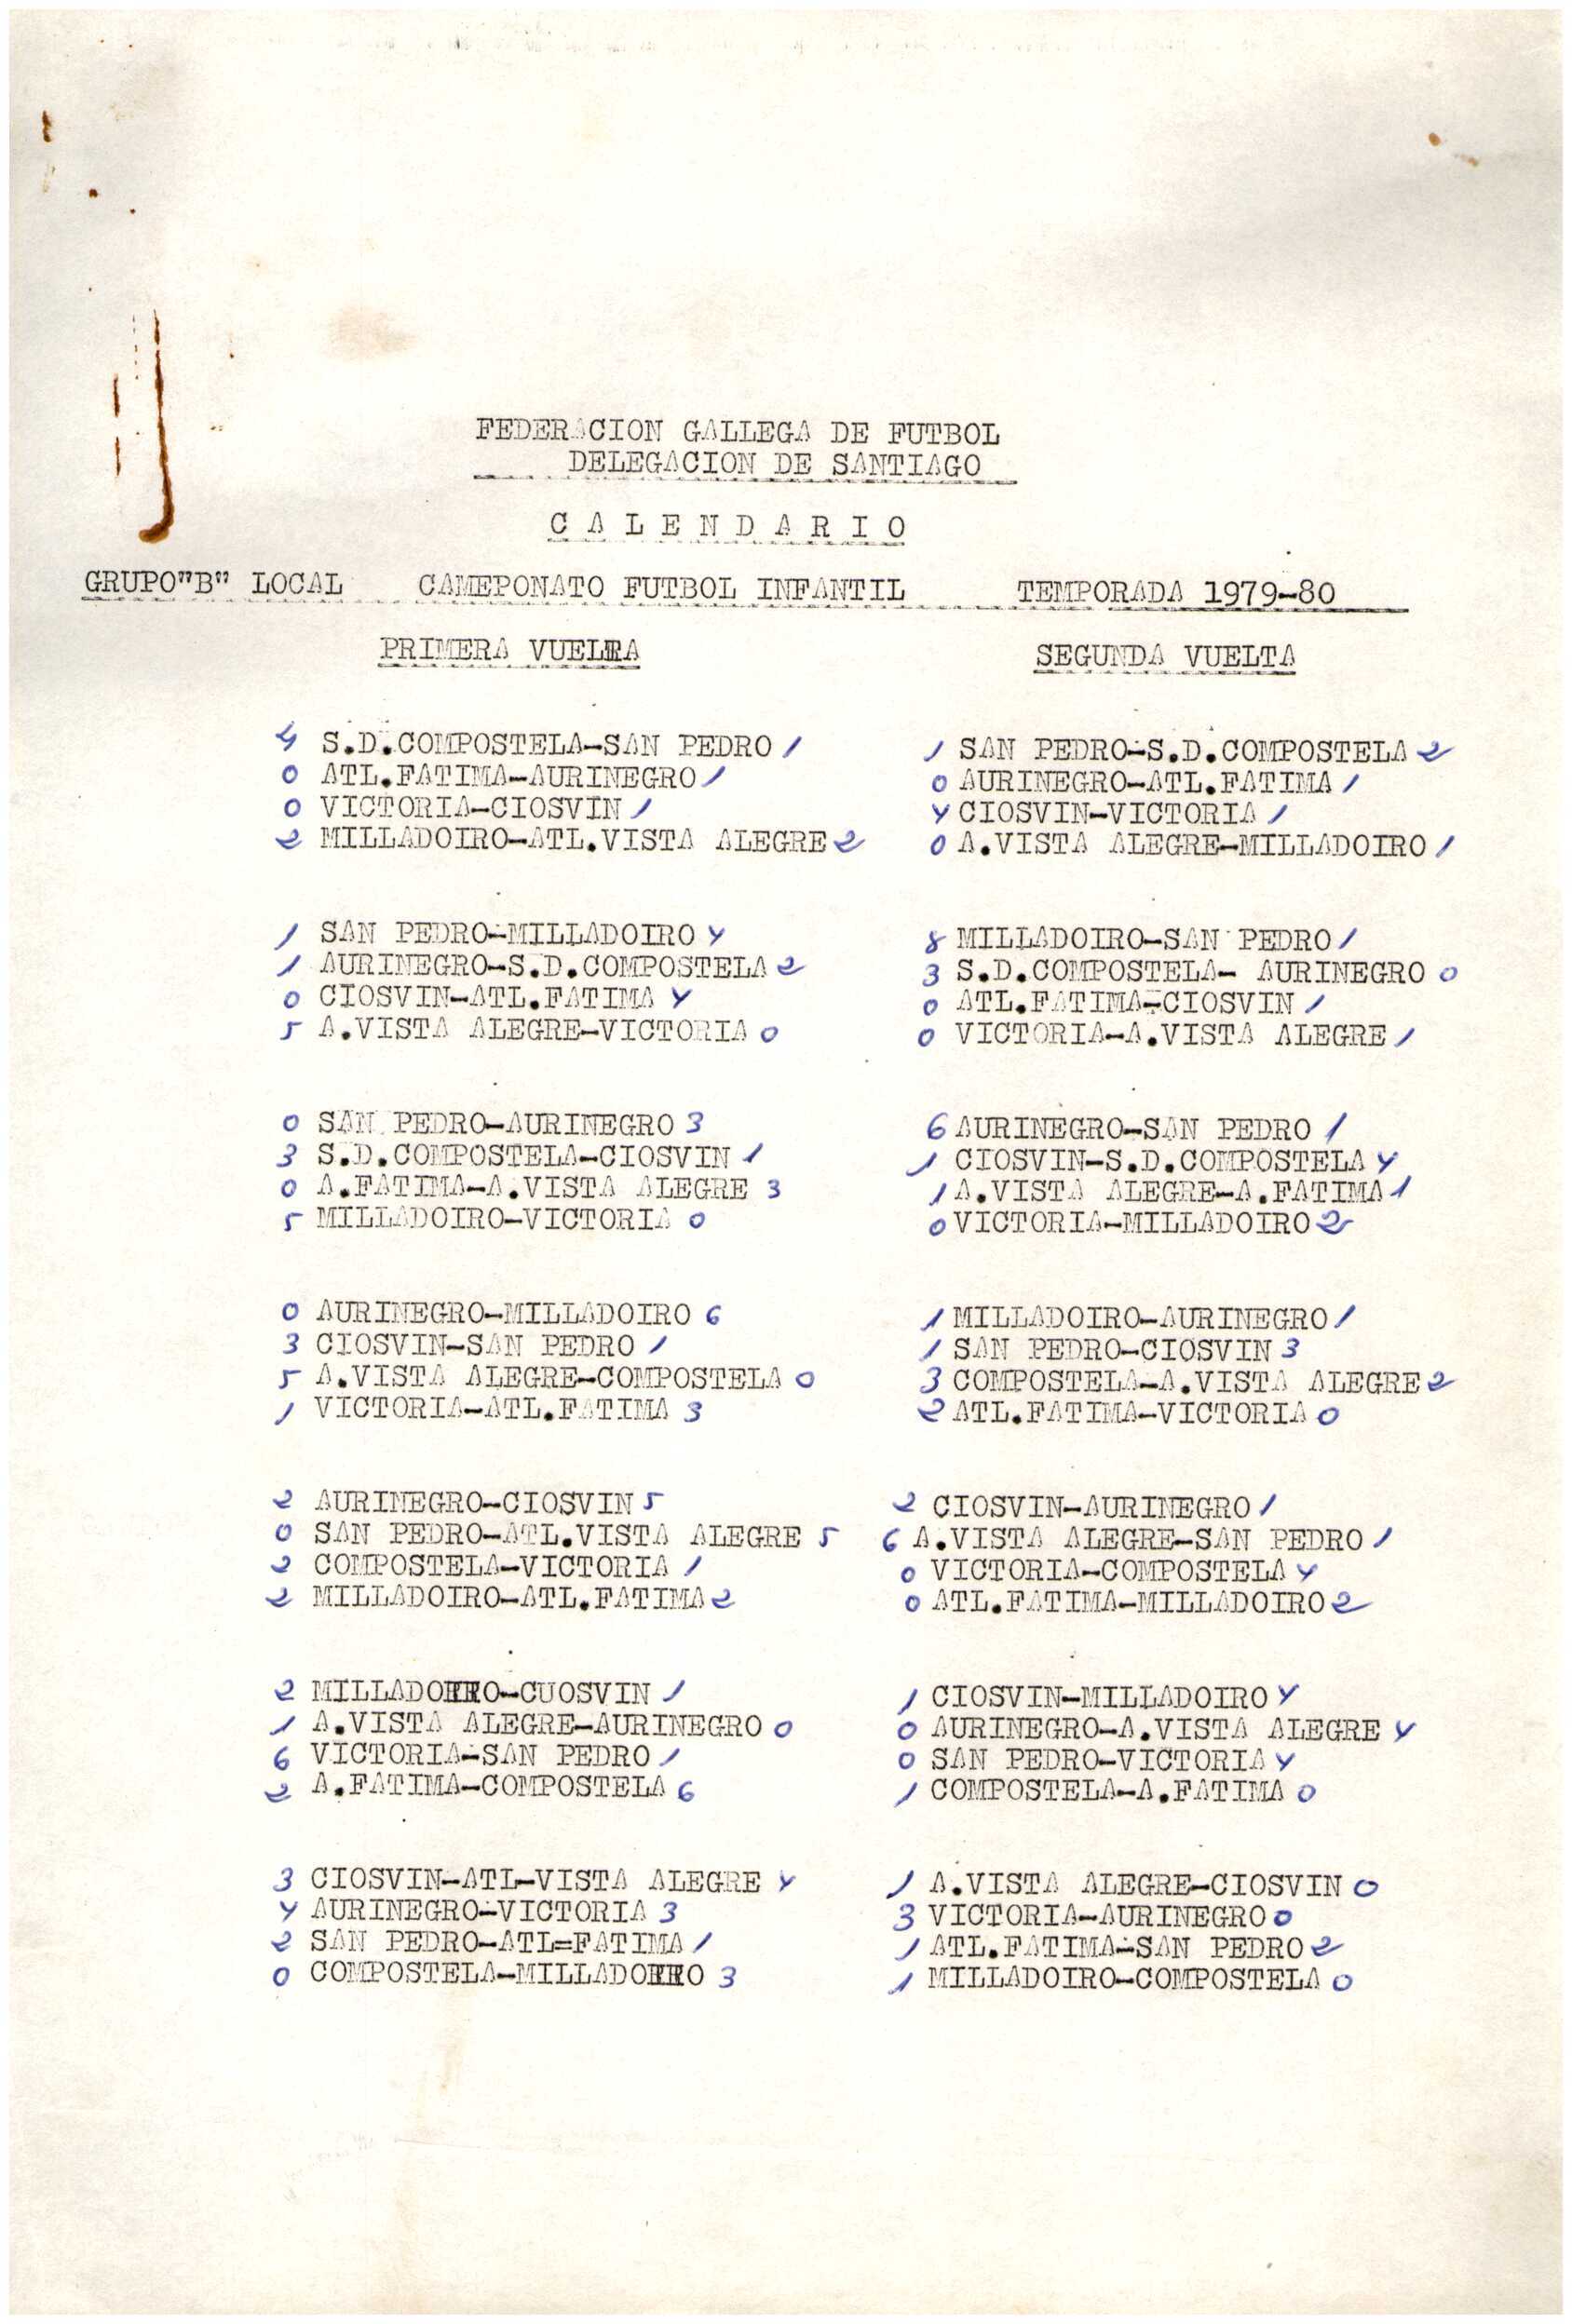 FEDERACION GALLEGA DE FUTBOL
DELEGACION DE SANTIAGO
C A L E N D A R I O
GRUPO"B" LOCAL CAMEPONATO FUTBOL INFANTIL TEMPORADA 1979-80
PRIMERA VUELTA
4 S.D.COMPOSTELA-SAN PEDRO 1
0 ATL.FATIMA-AURINEGRO 1
0 VICTORIA-CIOSVIN 1
2 MILLADOIRO-ATL.VISTA ALEGRE 2
1 SAN PEDRO-MILLADOIRO 4
1 AURINEGRO-S.D.COMPOSTELA 2
0 CIOSVIN-ATL.FATIMA 4
5 A.VISTA ALEGRE-VICTORIA 0
0 SAN PEDRO-AURINEGRO 3
3 S.D.COMPOSTELA-CIOSVIN 1
0 A.FATIMA-A.VISTA ALEGRE 3
5 MILLADOIRO-VICTORIA 0
0 AURINEGRO-MILLADOIRO 6
3 CIOSVIN-SAN PEDRO 1
5 A.VISTA ALEGRE-COMPOSTELA 0
1 VICTORIA-ATL.FATIMA 3
2 AURINEGRO-CIOSVIN 5
0 SAN PEDRO-ATL.VISTA ALEGRE 5
2 COMPOSTELA-VICTORIA 1
2 MILLADOIRO-ATL.FATIMA 2
2 MILLADOIRO-CUOSVIN 1
1 A.VISTA ALEGRE-AURINEGRO 0
6 VICTORIA-SAN PEDRO 1
2 A.FATIMA-COMPOSTELA 6
3 CIOSVIN-ATL-VISTA ALEGRE 4
4 AURINEGRO-VICTORIA 3
2 SAN PEDRO-ATL=FATIMA 1
0 COMPOSTELA-MILLADOIRO 3
SEGUNDA VUELTA
1 SAN PEDRO-S.D.COMPOSTELA 2
0 AURINEGRO-ATL.FATIMA 1
4 CIOSVIN-VICTORIA 1
0 A.VISTA ALEGRE-MILLADOIRO 1
8 MILLADOIRO-SAN PEDRO 1
3 S.D.COMPOSTELA- AURINEGRO 0
0 ATL.FATIMA-CIOSVIN 1
0 VICTORIA-A.VISTA ALEGRE 1
6 AURINEGRO-SAN PEDRO 1
1 CIOSVIN-S.D.COMPOSTELA 4
1 A.VISTA ALEGRE-A.FATIMA 1
0 VICTORIA-MILLADOIRO 2
1 MILLADOIRO-AURINEGRO 1
1 SAN PEDRO-CIOSVIN 3
3 COMPOSTELA-A.VISTA ALEGRE 2
2 ATL.FATIMA-VICTORIA 0
2 CIOSVIN-AURINEGRO 1
6 A.VISTA ALEGRE-SAN PEDRO 1
0 VICTORIA-COMPOSTELA 4
0 ATL.FATIMA-MILLADOIRO 2
1 CIOSVIN-MILLADOIRO 4
0 AURINEGRO-A.VISTA ALEGRE 4
0 SAN PEDRO-VICTORIA 4
1 COMPOSTELA-A.FATIMA 0
1 A.VISTA ALEGRE-CIOSVIN 0
3 VICTORIA-AURINEGRO 0
1 ATL.FATIMA-SAN PEDRO 2
1 MILLADOIRO-COMPOSTELA 0